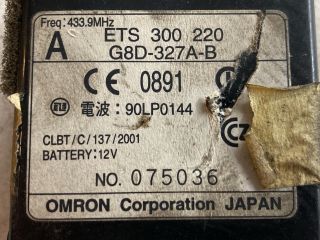 Freq:433.9MHz
A
ETS 300 220
G8D-327A-B
CE 0891
電波：90LP0144
CLBT/C/137/2001
BATTERY:12V
NO. 075036
OMRON Corporation JAPAN